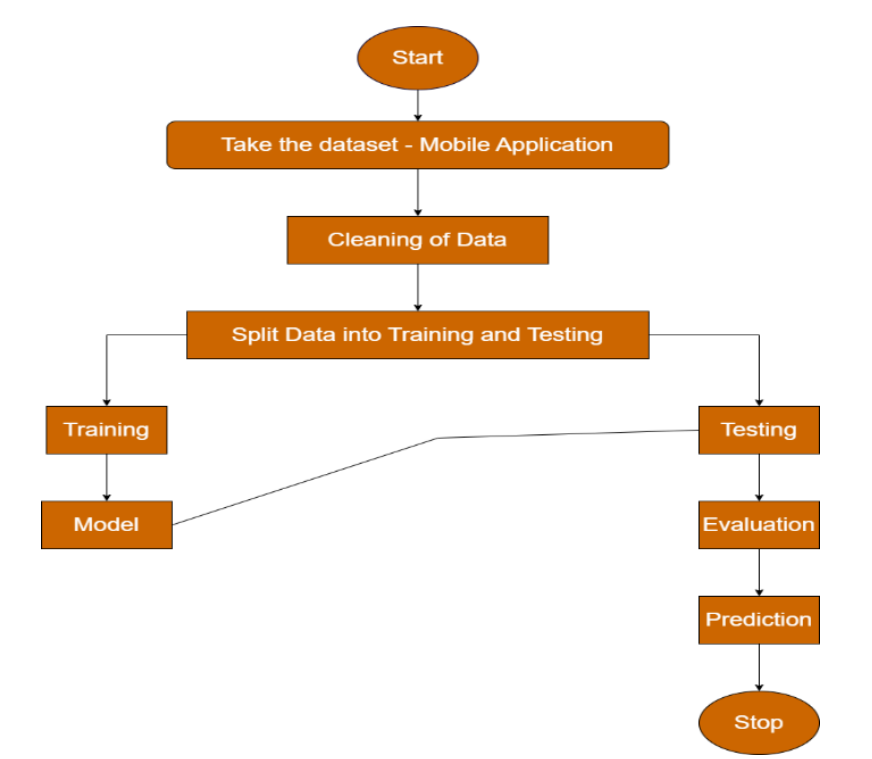 Start
Take the dataset - Mobile Application
Cleaning of Data
Split Data into Training and Testing
Training
Testing
Model
Evaluation
Prediction
Stop